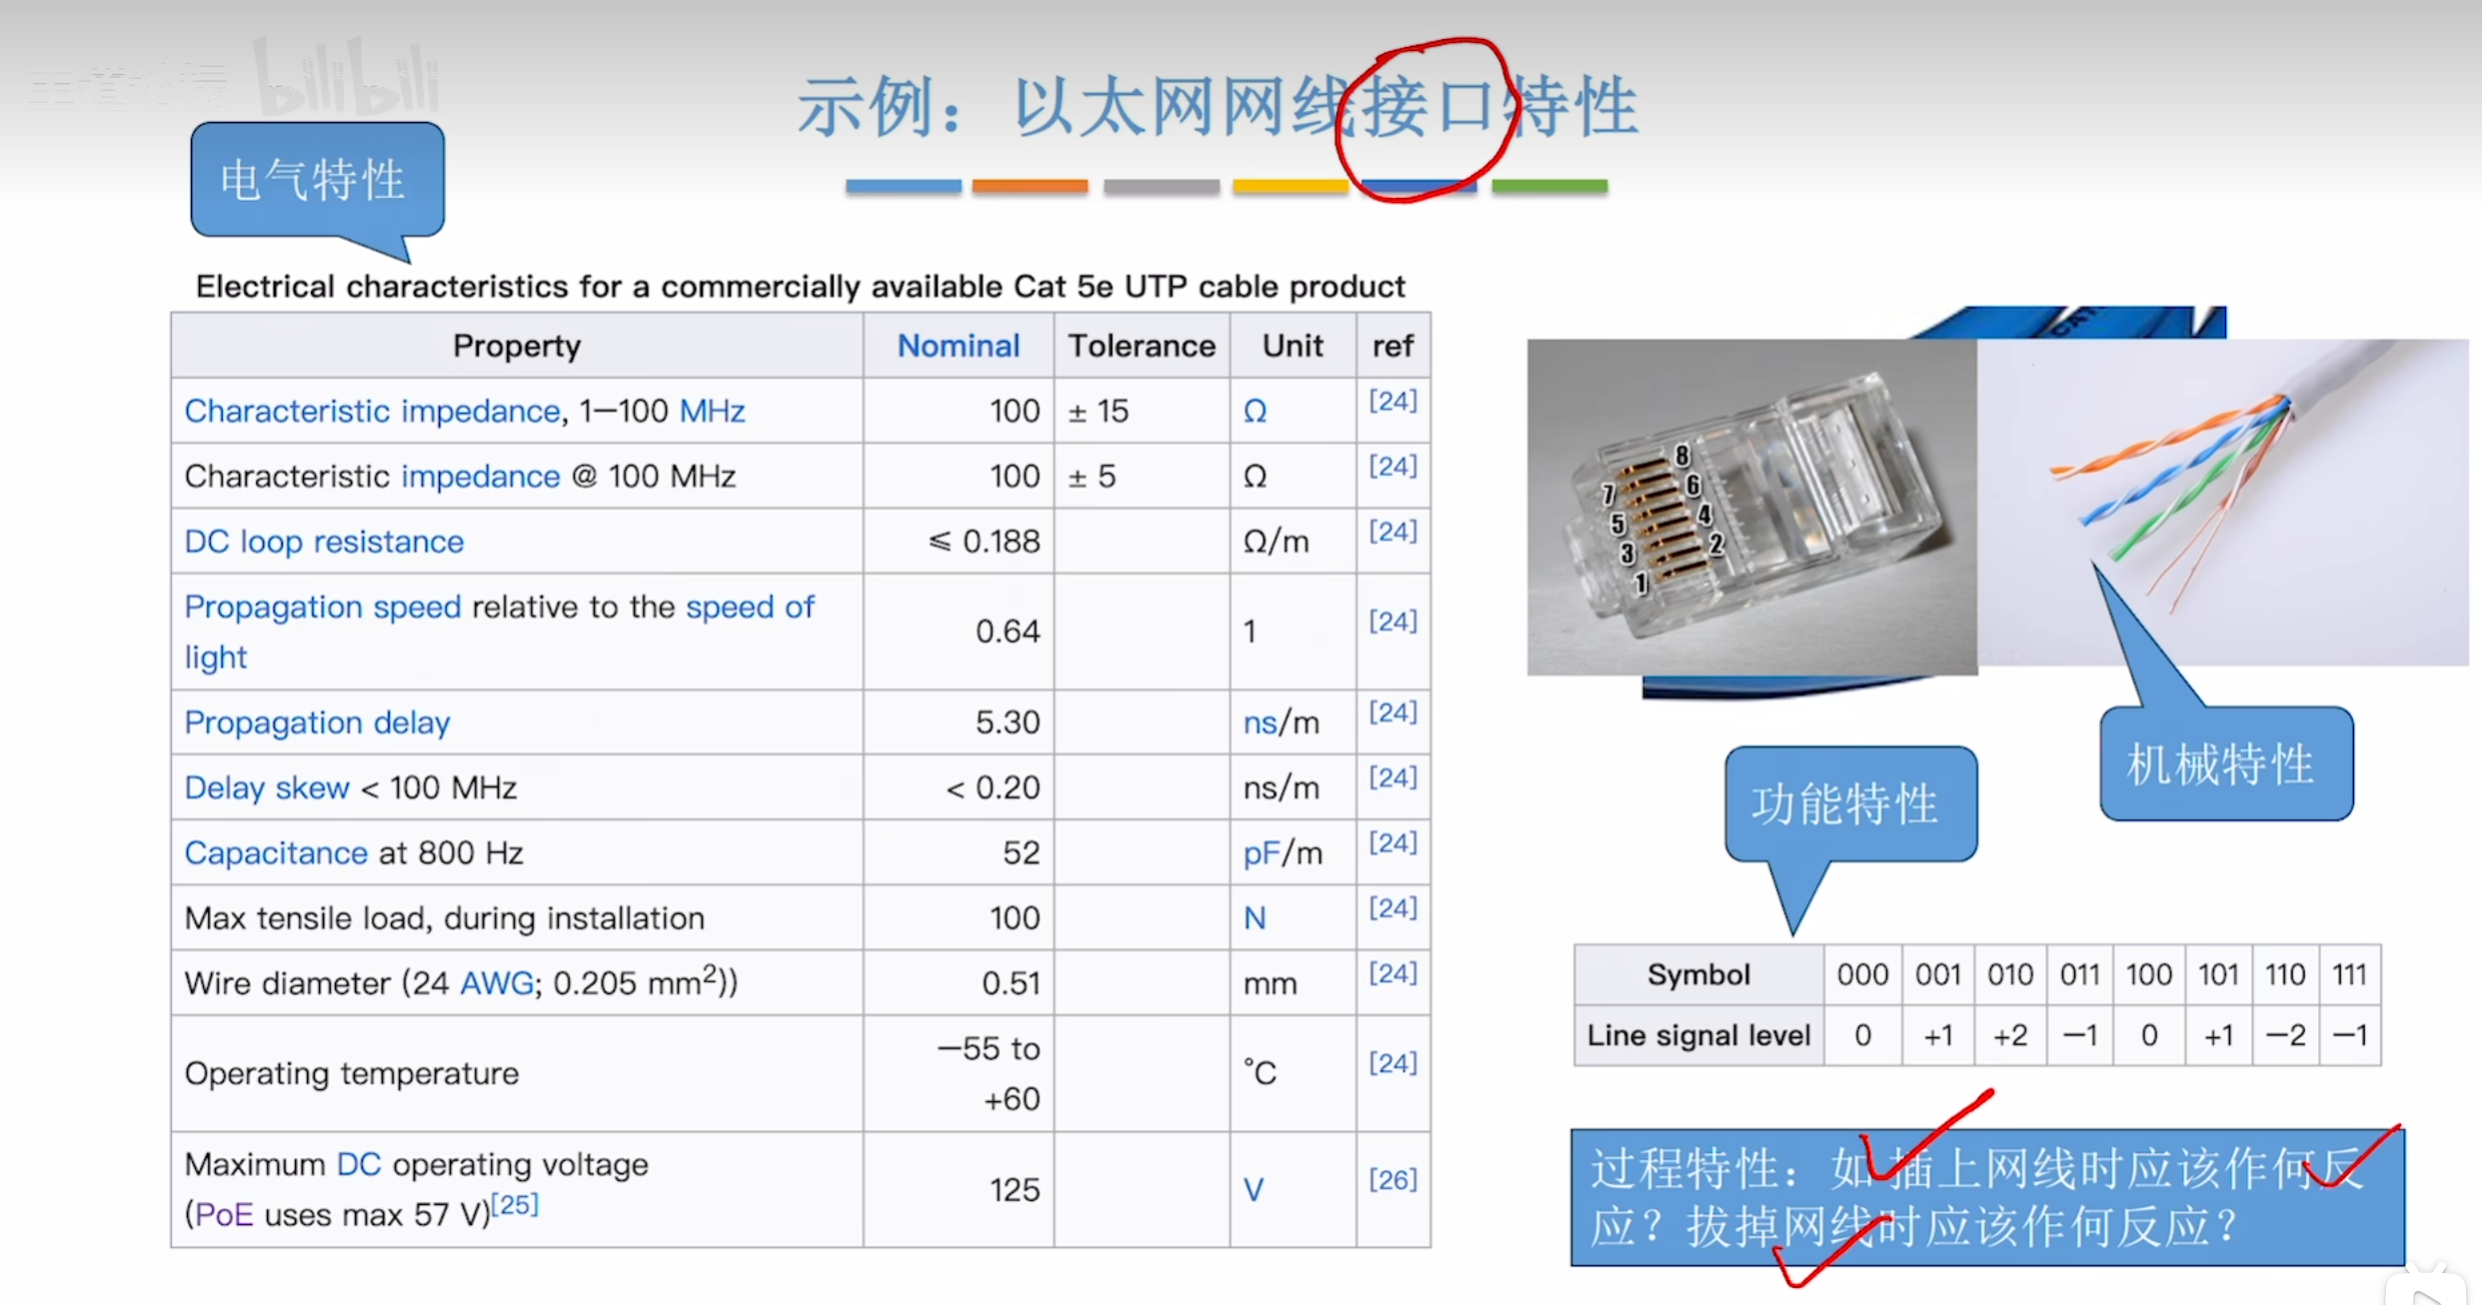 bilibili
示例：以太网网线接口特性
电气特性
Electrical characteristics for a commercially available Cat 5e UTP cable product
Property Nominal Tolerance Unit ref
Characteristic impedance, 1–100 MHz 100 ± 15 Ω [24]
Characteristic impedance @ 100 MHz 100 ± 5 Ω [24]
DC loop resistance ≤ 0.188 Ω/m [24]
Propagation speed relative to the speed of
light 0.64 1 [24]
Propagation delay 5.30 ns/m [24]
Delay skew < 100 MHz < 0.20 ns/m [24]
Capacitance at 800 Hz 52 pF/m [24]
Max tensile load, during installation 100 N [24]
Wire diameter (24 AWG; 0.205 mm²)) 0.51 mm [24]
Operating temperature −55 to
+60 °C [24]
Maximum DC operating voltage
(PoE uses max 57 V)[25] 125 V [26]
8
7 6
5 4
3 2
1
机械特性
功能特性
Symbol 000 001 010 011 100 101 110 111
Line signal level 0 +1 +2 −1 0 +1 −2 −1
过程特性：如插上网线时应该作何反
应？拔掉网线时应该作何反应？